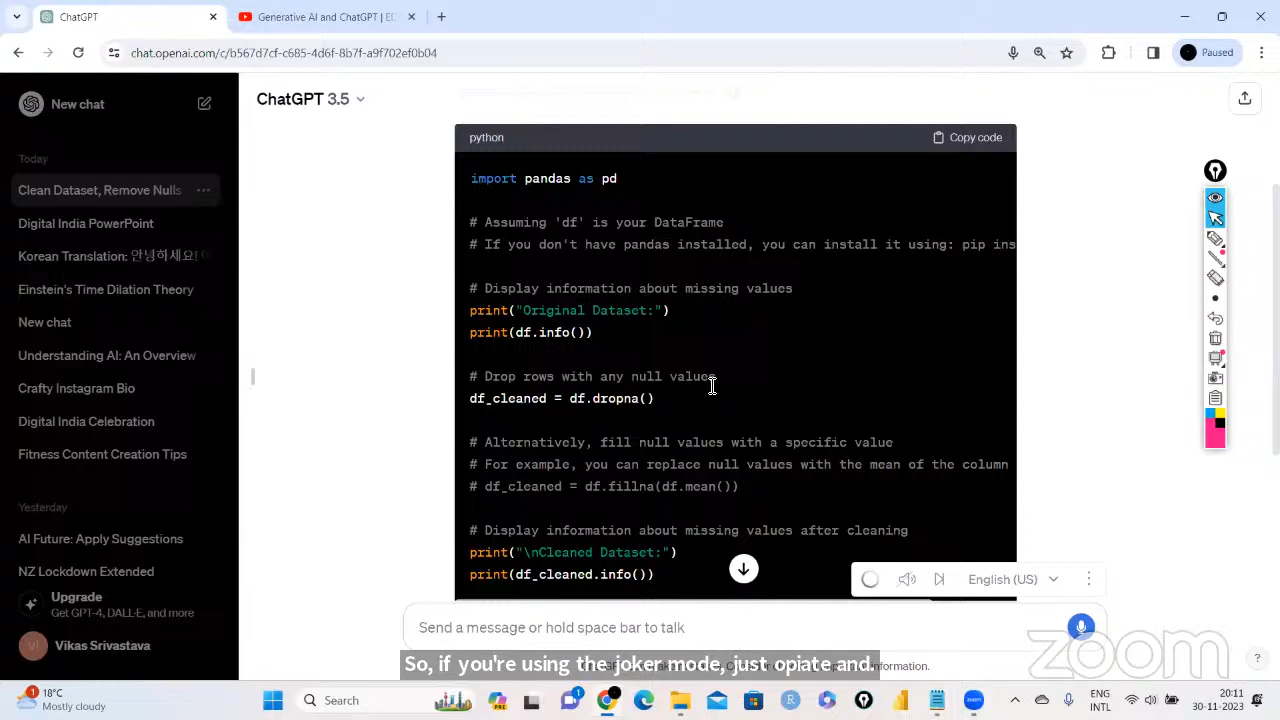 ChatGPT
Generative AI and ChatGPT | ED
chat.openai.com/c/b567d7cf-c685-4d6f-8b7f-a9f702ef0b04
Paused
New chat
ChatGPT 3.5
Today
Clean Dataset, Remove Nulls
Digital India PowerPoint
Korean Translation: 안녕하세요!
Einstein's Time Dilation Theory
New chat
Understanding AI: An Overview
Crafty Instagram Bio
Digital India Celebration
Fitness Content Creation Tips
Yesterday
AI Future: Apply Suggestions
NZ Lockdown Extended
Upgrade
Get GPT-4, DALL·E, and more
VI
Vikas Srivastava
python
Copy code
import pandas as pd
# Assuming 'df' is your DataFrame
# If you don't have pandas installed, you can install it using: pip ins
# Display information about missing values
print("Original Dataset:")
print(df.info())
# Drop rows with any null values
df_cleaned = df.dropna()
# Alternatively, fill null values with a specific value
# For example, you can replace null values with the mean of the column
# df_cleaned = df.fillna(df.mean())
# Display information about missing values after cleaning
print("\nCleaned Dataset:")
print(df_cleaned.info())
English (US)
Send a message or hold space bar to talk
zoom
So, if you're using the joker mode, just opiate and.
information.
?
18°C
Mostly cloudy
Search
ENG
INTL
20:11
30-11-2023